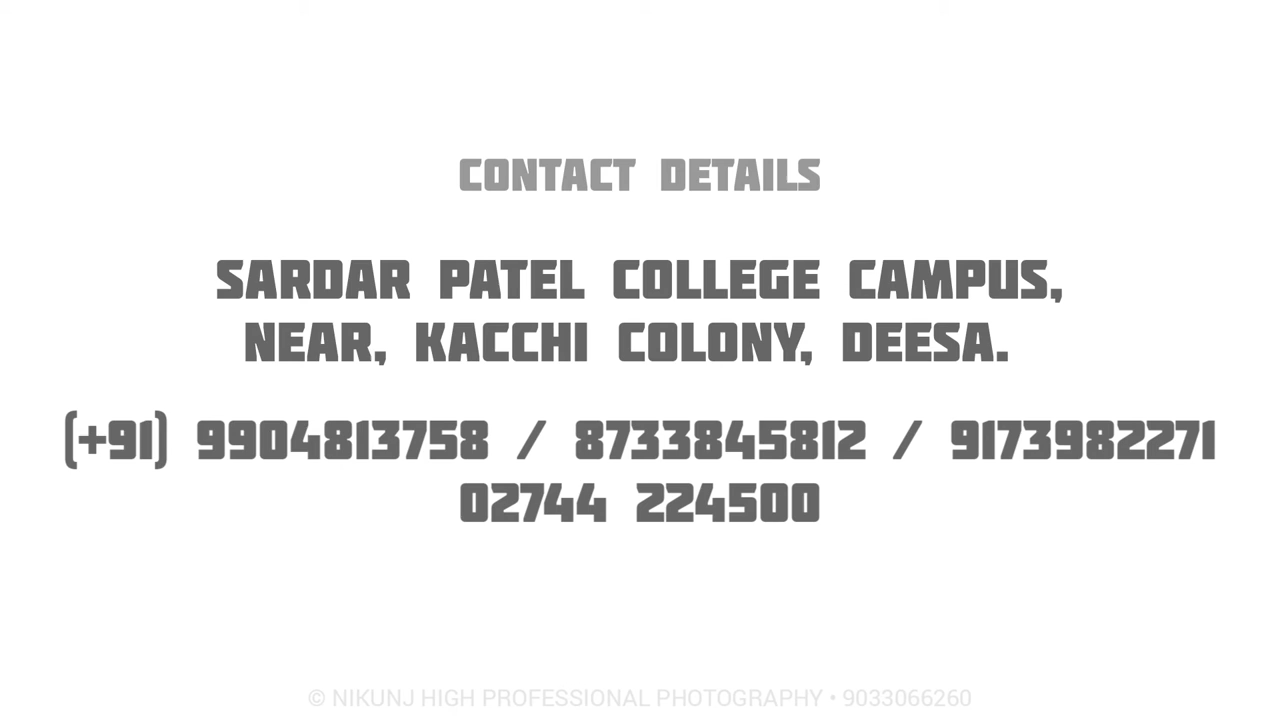 CONTACT DETAILS
SARDAR PATEL COLLEGE CAMPUS,
NEAR, KACCHI COLONY, DEESA.
(+91) 9904813758 / 8733845812 / 9173982271
02744 224500
© NIKUNJ HIGH PROFESSIONAL PHOTOGRAPHY • 9033066260